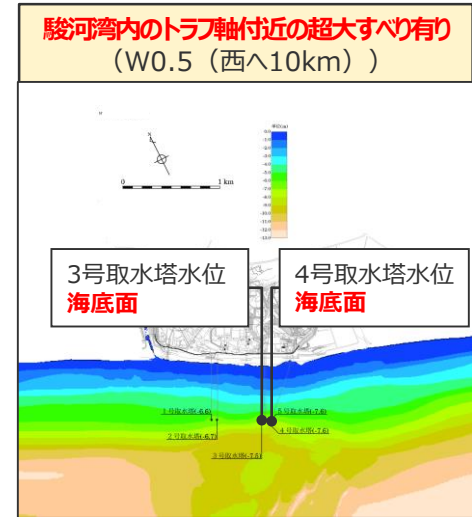 駿河湾内のトラフ軸付近の超大すべり有り
（W0.5（西へ10km））
0
1 km
3号取水塔水位
海底面
4号取水塔水位
海底面
1号取水塔(-6.6)
5号取水塔(-7.6)
2号取水塔(-6.7)
4号取水塔(-7.6)
3号取水塔(-7.5)